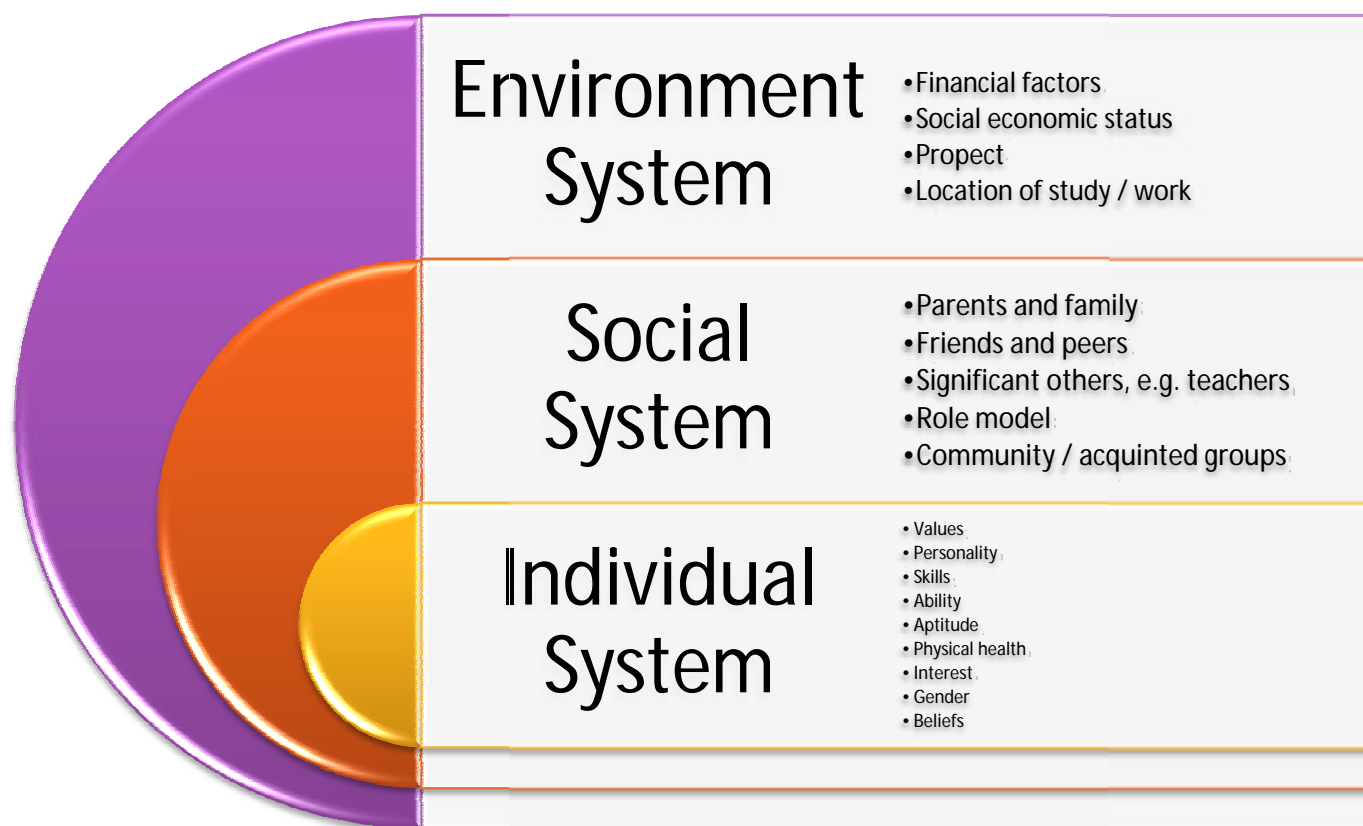 Environment
System
•Financial factors
•Social economic status
•Propect
•Location of study / work
Social
System
•Parents and family
•Friends and peers
•Significant others, e.g. teachers
•Role model
•Community / acquinted groups
Individual
System
• Values
• Personality
• Skills
• Ability
• Aptitude
• Physical health
• Interest
• Gender
• Beliefs